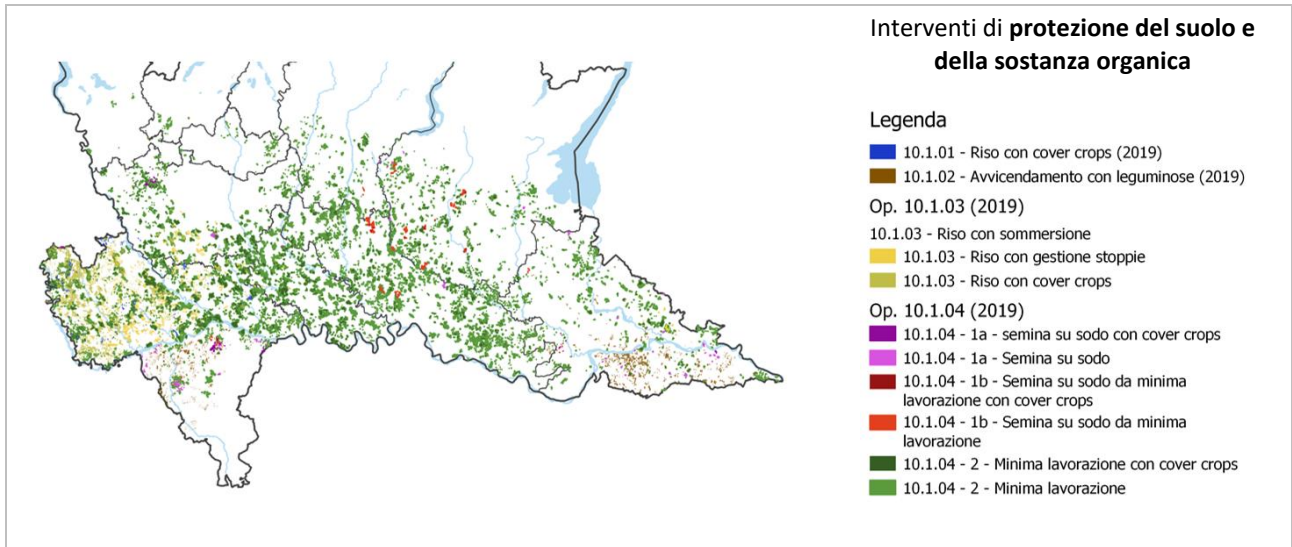 Interventi di protezione del suolo e
della sostanza organica
Legenda
10.1.01 - Riso con cover crops (2019)
10.1.02 - Avvicendamento con leguminose (2019)
Op. 10.1.03 (2019)
10.1.03 - Riso con sommersione
10.1.03 - Riso con gestione stoppie
10.1.03 - Riso con cover crops
Op. 10.1.04 (2019)
10.1.04 - 1a - semina su sodo con cover crops
10.1.04 - 1a - Semina su sodo
10.1.04 - 1b - Semina su sodo da minima
lavorazione con cover crops
10.1.04 - 1b - Semina su sodo da minima
lavorazione
10.1.04 - 2 - Minima lavorazione con cover crops
10.1.04 - 2 - Minima lavorazione